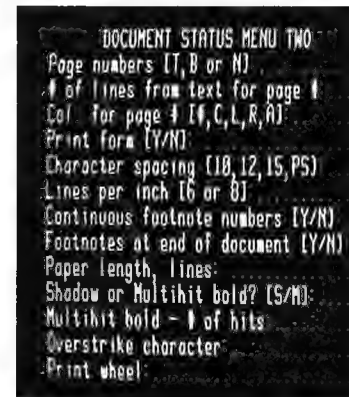 DOCUMENT STATUS MENU TWO
Page numbers [T,B or N]
# of lines from text for page #
Col. for page # [#,C,L,R,A]:
Print form [Y/N]:
Character spacing [10,12,15,PS]
Lines per inch [6 or 8]
Continuous footnote numbers [Y/N]
Footnotes at end of document [Y/N]
Paper length, lines:
Shadow or Multihit bold? [S/M]:
Multihit bold - # of hits
Overstrike character:
Print wheel: